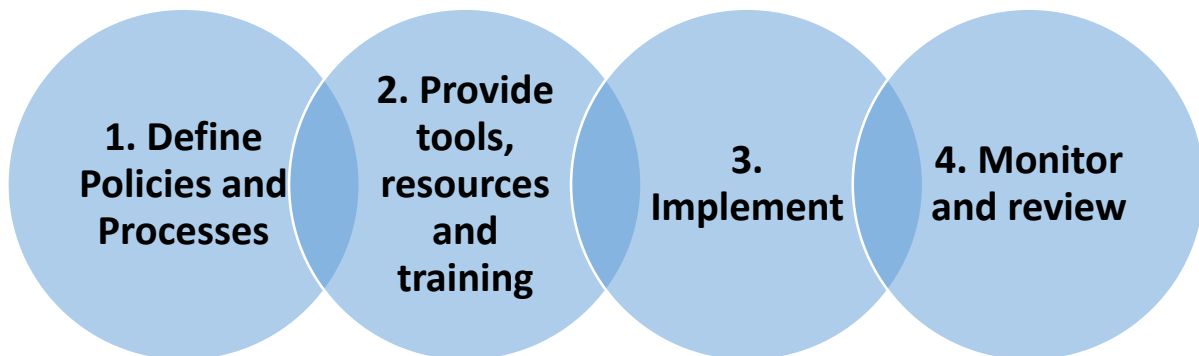 1. Define
Policies and
Processes
2. Provide
tools,
resources
and
training
3.
Implement
4. Monitor
and review